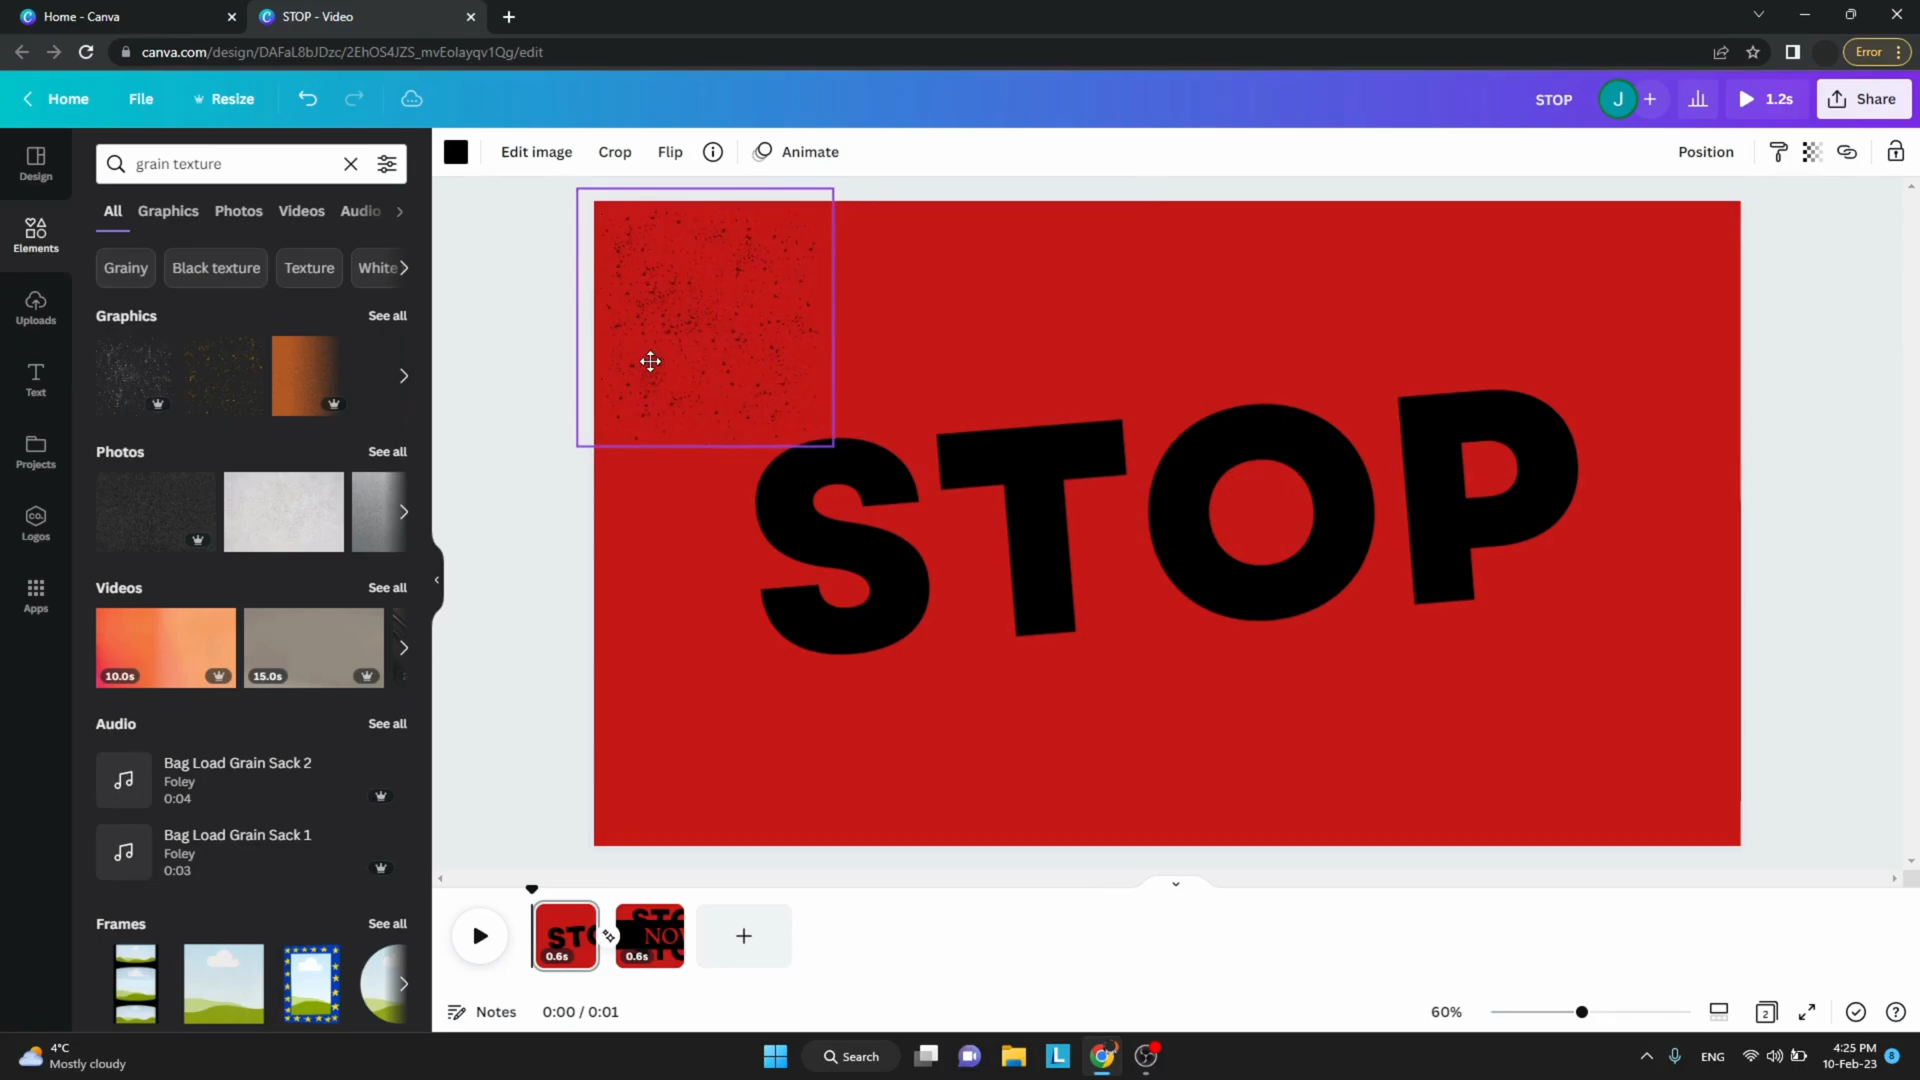 Home - Canva
STOP - Video
canva.com/design/DAFaL8bJDzc/2EhOS4JZS_mvEolayqv1Qg/edit
Error
Home
File
Resize
STOP
J
1.2s
Share
Design
Elements
Uploads
Text
Projects
CO.
Logos
Apps
grain texture
All
Graphics
Photos
Videos
Audio
Grainy
Black texture
Texture
White
Graphics
See all
Photos
See all
Videos
See all
10.0s
15.0s
Audio
See all
Bag Load Grain Sack 2
Foley
0:04
Bag Load Grain Sack 1
Foley
0:03
Frames
See all
Edit image
Crop
Flip
Animate
Position
STOP
0.6s
NOW
0.6s
Notes
0:00 / 0:01
60%
2
4°C
Mostly cloudy
Search
L
ENG
4:25 PM
10-Feb-23
8